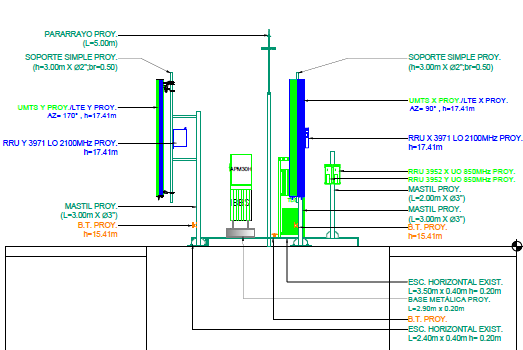 PARARRAYO PROY.
(L=5.00m)
SOPORTE SIMPLE PROY.
(h=3.00m X Ø2";br=0.50)
SOPORTE SIMPLE PROY.
(h=3.00m X Ø2";br=0.50)
UMTS Y PROY./LTE Y PROY.
AZ= 170° , h=17.41m
UMTS X PROY./LTE X PROY.
AZ= 90° , h=17.41m
RRU Y 3971 LO 2100MHz PROY.
h=17.41m
RRU X 3971 LO 2100MHz PROY.
h=17.41m
APM30H
RRU 3952 X UO 850MHz PROY.
RRU 3952 Y UO 850MHz PROY.
MASTIL PROY.
(L=2.00m X Ø3")
MASTIL PROY.
(L=3.00m X Ø3")
MASTIL PROY.
(L=3.00m X Ø3")
B.T. PROY.
h=15.41m
B.T. PROY.
h=15.41m
ESC. HORIZONTAL EXIST.
L=3.50m x 0.40m h= 0.20m
BASE METÁLICA PROY.
L=2.90m x 0.20m
B.T. PROY.
ESC. HORIZONTAL EXIST.
L=2.40m x 0.40m h= 0.20m